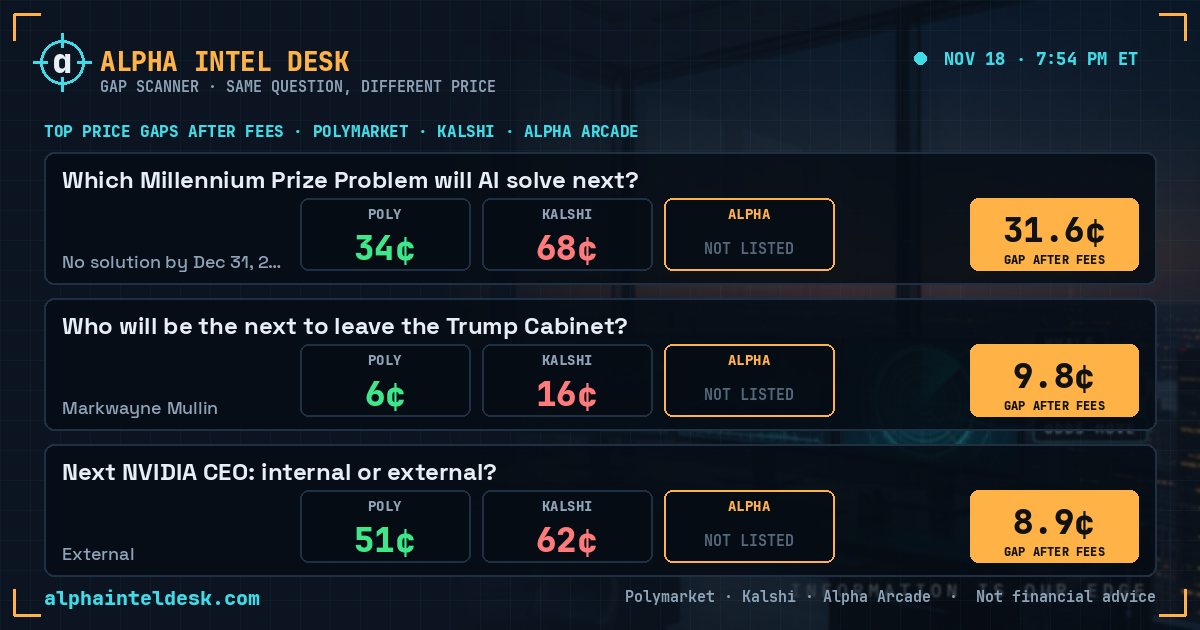 α
ALPHA INTEL DESK
GAP SCANNER · SAME QUESTION, DIFFERENT PRICE
NOV 18 · 7:54 PM ET
TOP PRICE GAPS AFTER FEES · POLYMARKET · KALSHI · ALPHA ARCADE
Which Millennium Prize Problem will AI solve next?
No solution by Dec 31, 2...
POLY
34¢
KALSHI
68¢
ALPHA
NOT LISTED
31.6¢
GAP AFTER FEES
Who will be the next to leave the Trump Cabinet?
Markwayne Mullin
POLY
6¢
KALSHI
16¢
ALPHA
NOT LISTED
9.8¢
GAP AFTER FEES
Next NVIDIA CEO: internal or external?
External
POLY
51¢
KALSHI
62¢
ALPHA
NOT LISTED
8.9¢
GAP AFTER FEES
INFORMATION IS OUR EDGE
alphainteldesk.com
Polymarket · Kalshi · Alpha Arcade · Not financial advice